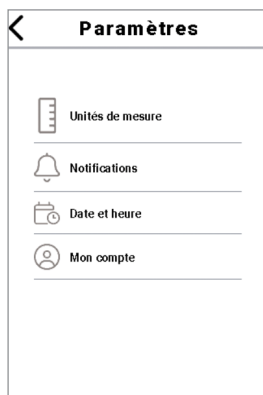 Paramètres
Unités de mesure
Notifications
Date et heure
Mon compte